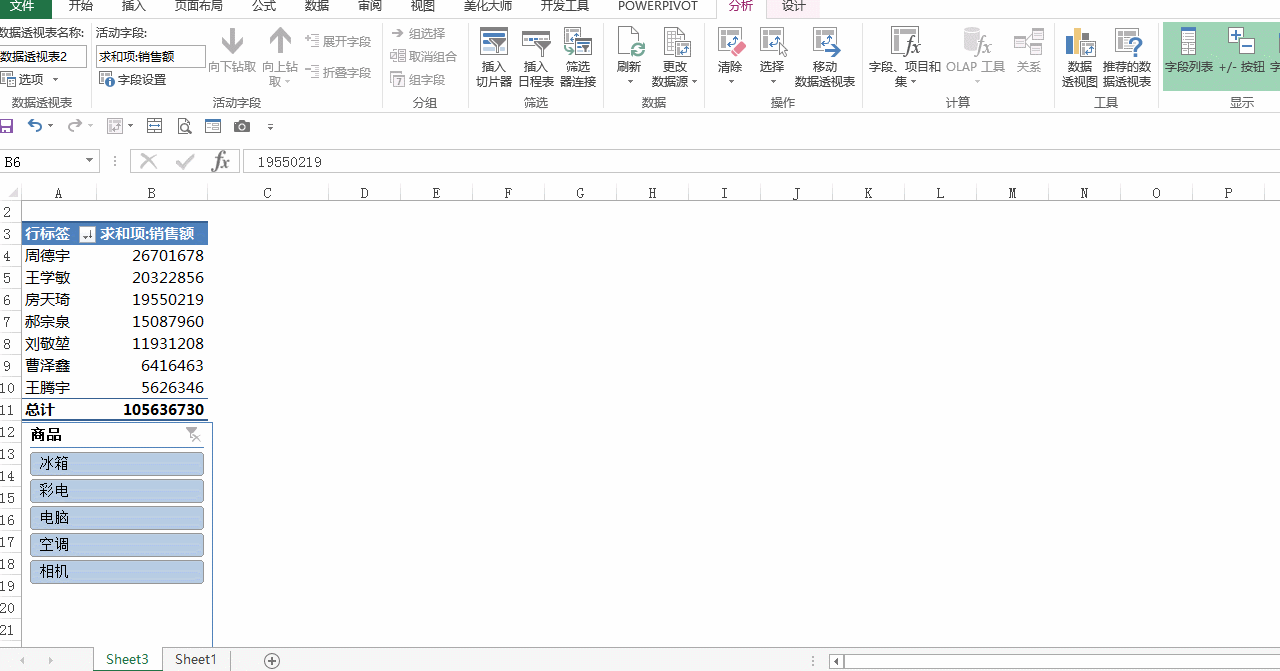 文件 开始 插入 页面布局 公式 数据 审阅 视图 美化大师 开发工具 POWERPIVOT 分析 设计
数据透视表名称: 活动字段:
数据透视表2 求和项:销售额
选项 字段设置
向下钻取 向上钻取
展开字段
折叠字段
组选择
取消组合
组字段
插入切片器 插入日程表 筛选器连接
刷新 更改数据源
清除 选择 移动数据透视表
字段、项目和集 OLAP 工具 关系
数据透视图 推荐的数据透视表
字段列表 +/- 按钮 字
数据透视表 活动字段 分组 筛选 数据 操作 计算 工具 显示
B6 fx 19550219
A B C D E F G H I J K L M N O P
2
3 行标签 求和项:销售额
4 周德宇 26701678
5 王学敏 20322856
6 房天琦 19550219
7 郝宗泉 15087960
8 刘敬堃 11931208
9 曹泽鑫 6416463
10 王腾宇 5626346
11 总计 105636730
12 商品
13 冰箱
14 彩电
15
16 电脑
17 空调
18 相机
19
20
21
Sheet3 Sheet1